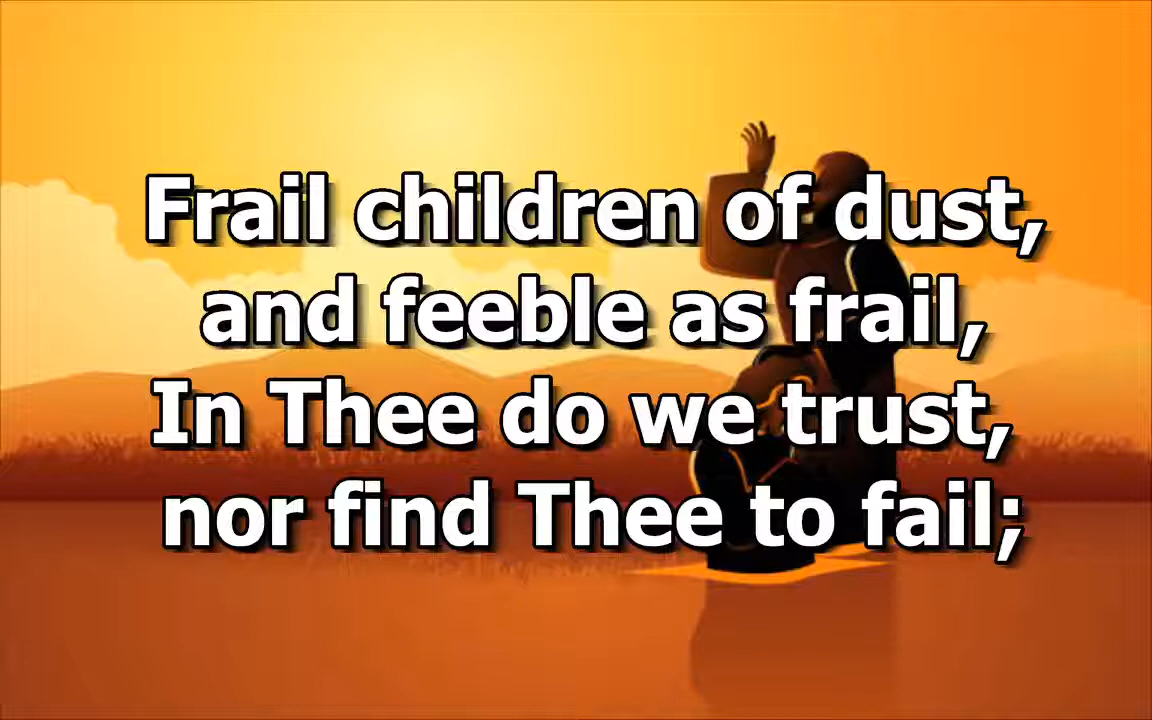 Frail children of dust,
and feeble as frail,
In Thee do we trust,
nor find Thee to fail;